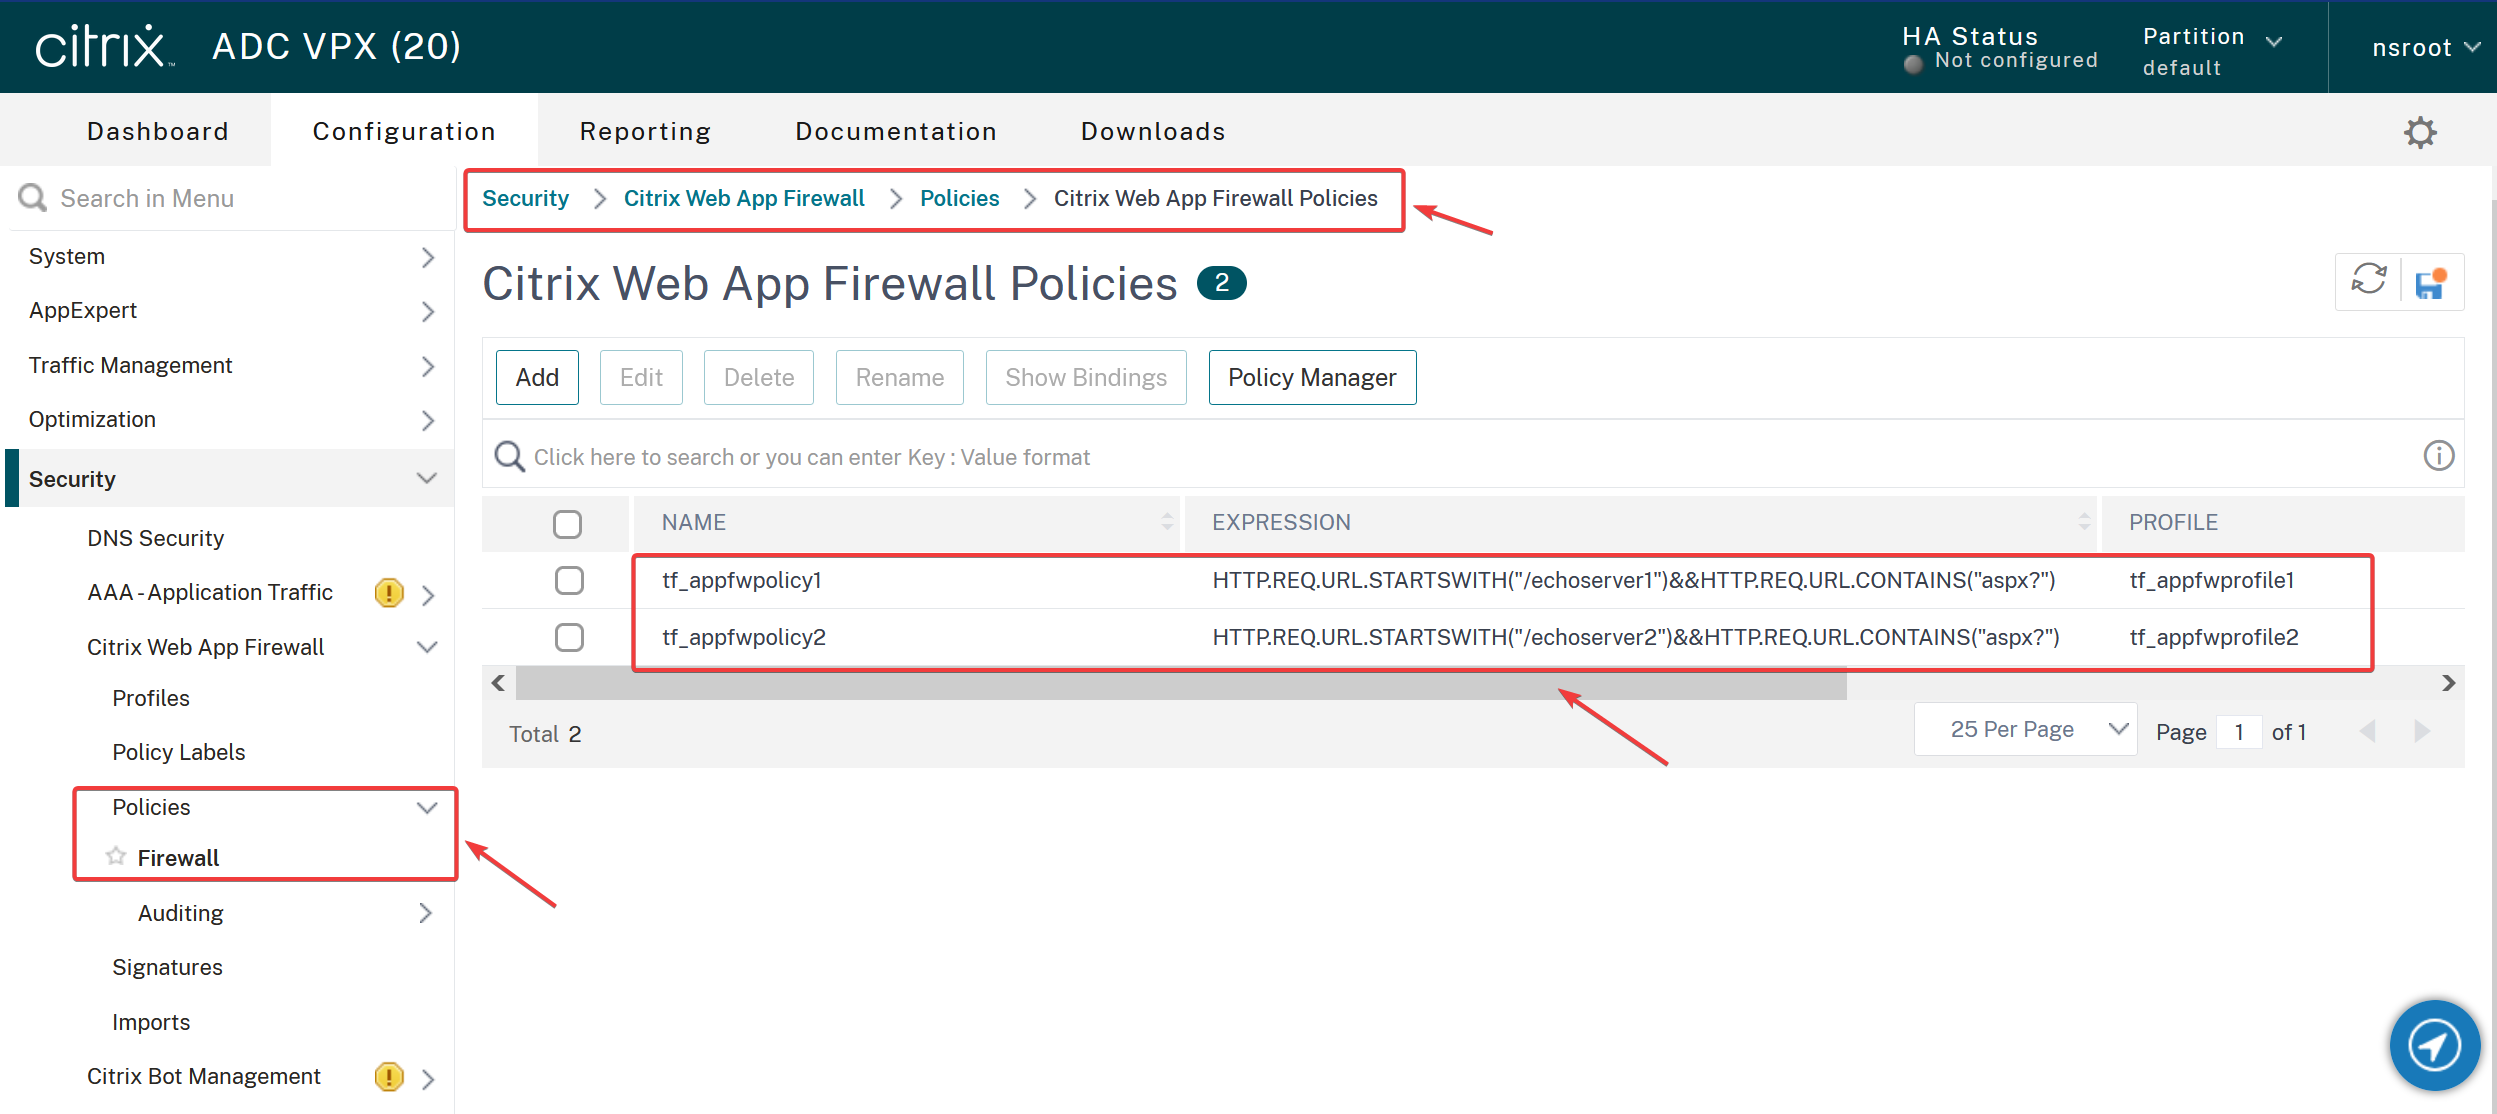 citrix™ ADC VPX (20)
HA Status
Not configured
Partition
default
nsroot
Dashboard Configuration Reporting Documentation Downloads
Search in Menu
Security Citrix Web App Firewall Policies Citrix Web App Firewall Policies
System
AppExpert
Traffic Management
Optimization
Security
DNS Security
AAA - Application Traffic
Citrix Web App Firewall
Profiles
Policy Labels
Policies
Firewall
Auditing
Signatures
Imports
Citrix Bot Management
Citrix Web App Firewall Policies 2
Add Edit Delete Rename Show Bindings Policy Manager
Click here to search or you can enter Key : Value format
NAME EXPRESSION PROFILE
tf_appfwpolicy1 HTTP.REQ.URL.STARTSWITH("/echoserver1")&&HTTP.REQ.URL.CONTAINS("aspx?") tf_appfwprofile1
tf_appfwpolicy2 HTTP.REQ.URL.STARTSWITH("/echoserver2")&&HTTP.REQ.URL.CONTAINS("aspx?") tf_appfwprofile2
Total 2 25 Per Page Page 1 of 1